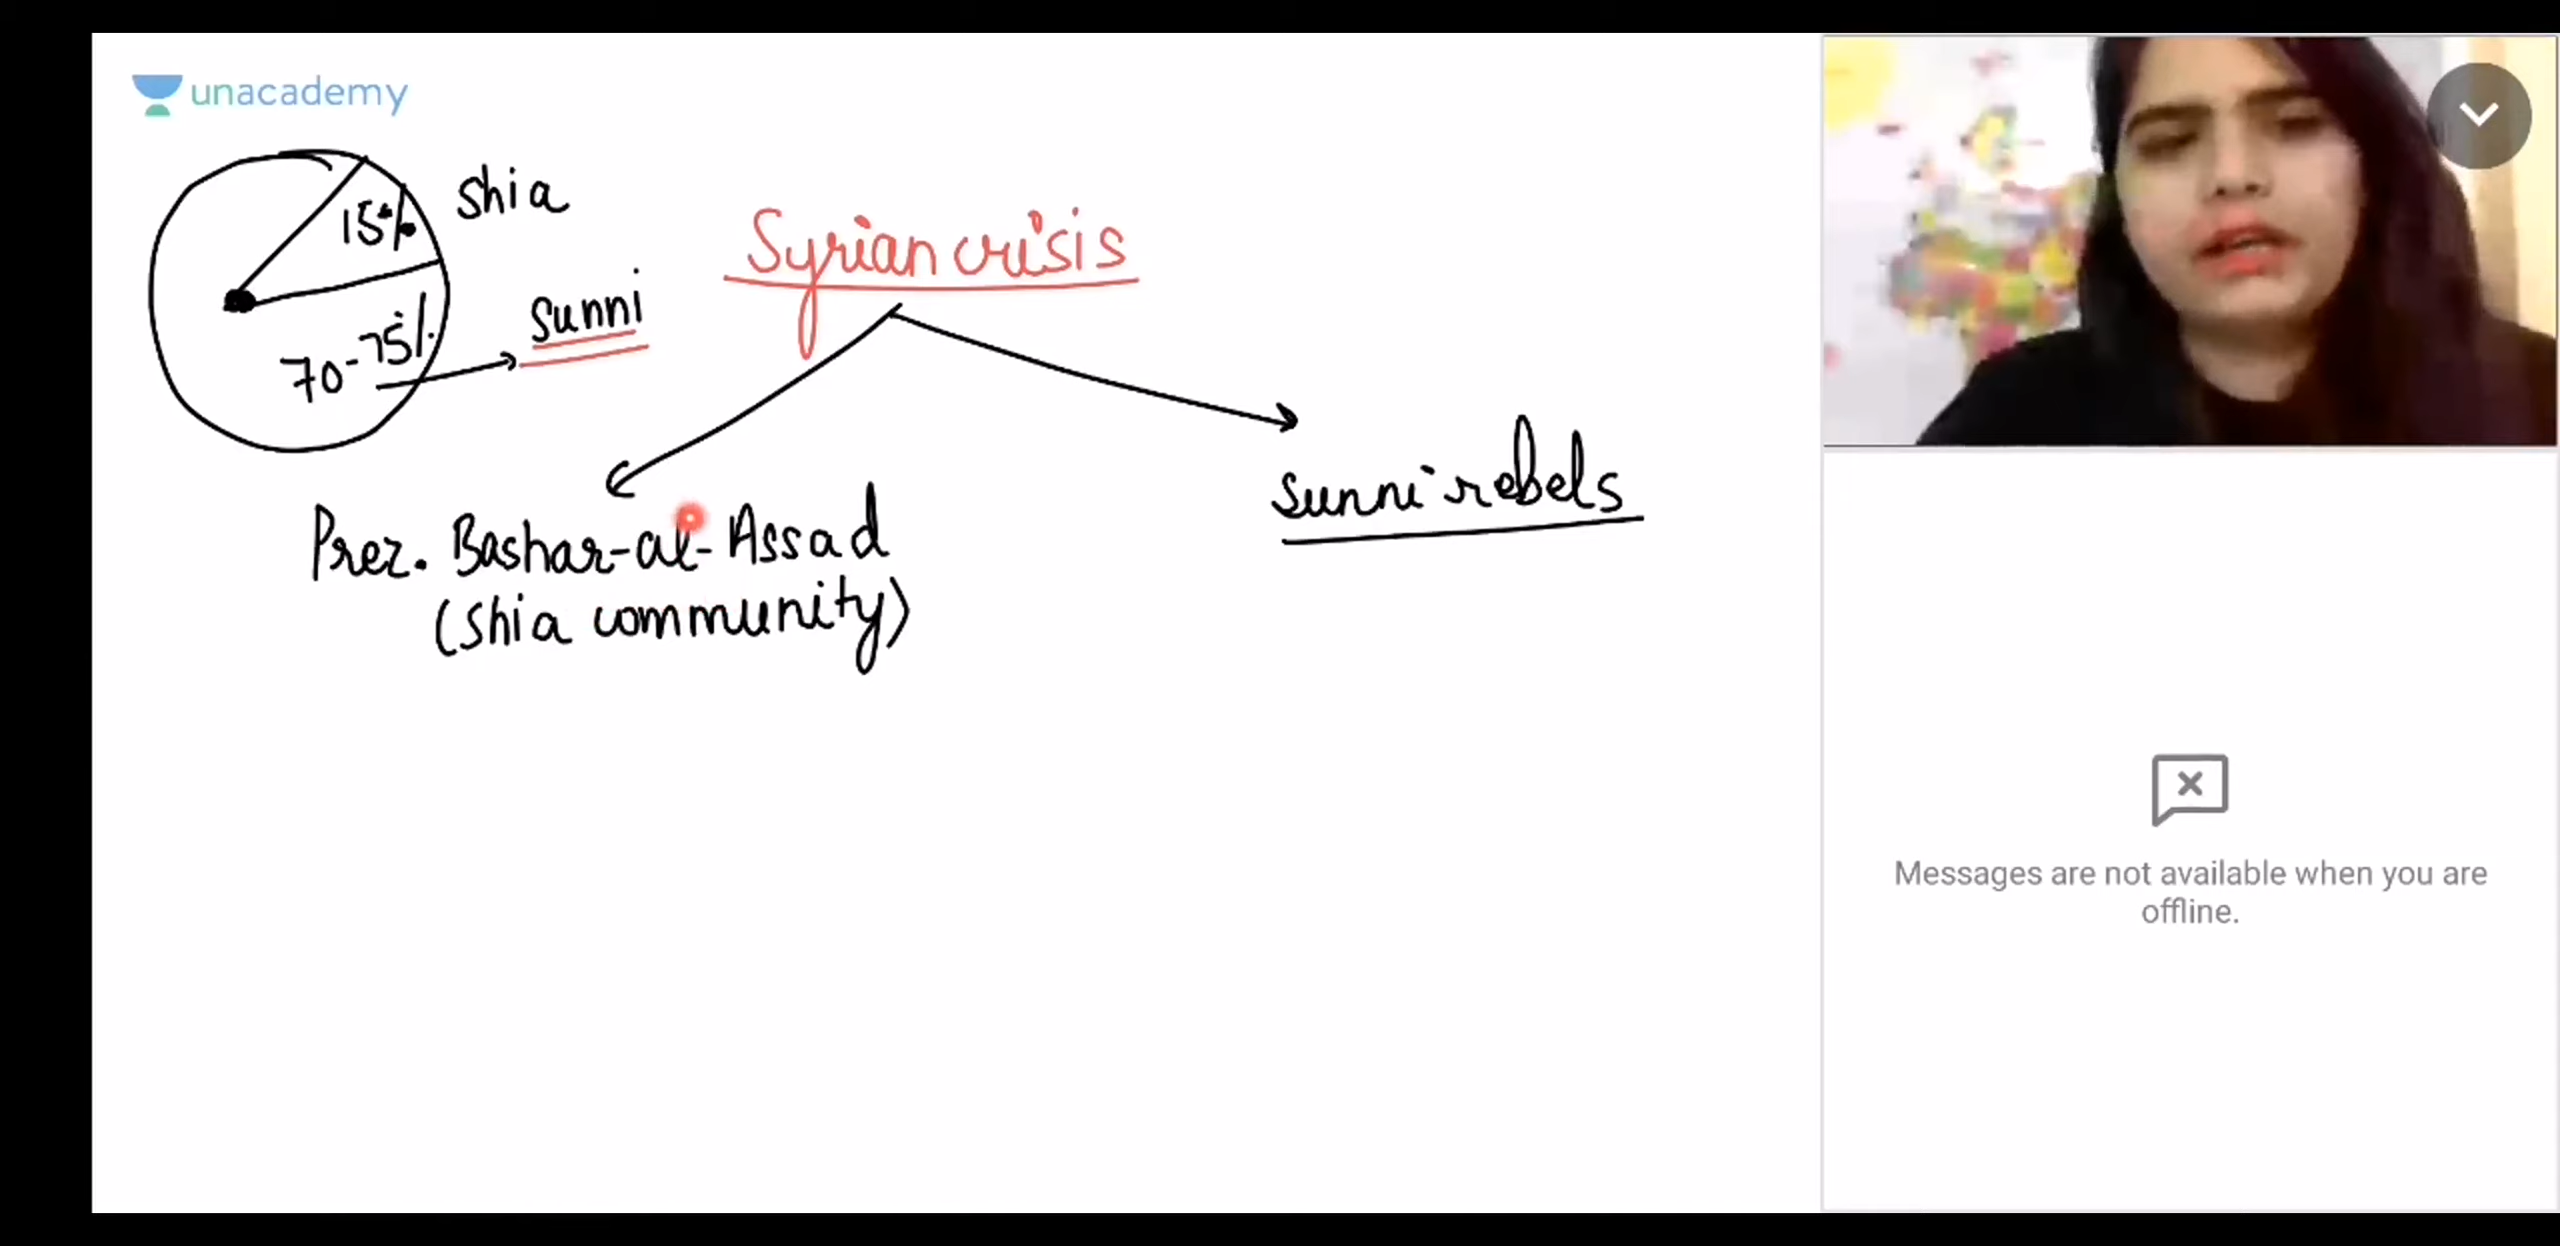 unacademy
15% Shia
70-75% Sunni
Syrian crisis
Prez. Bashar-al-Assad
(Shia community)
Sunni rebels
Messages are not available when you are
offline.